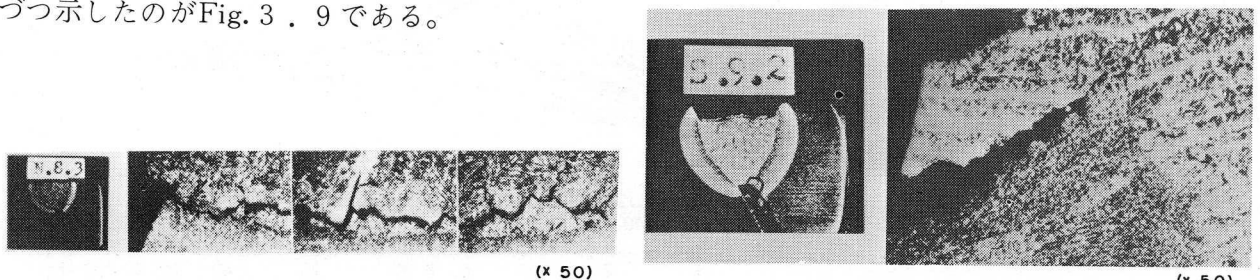 づつ示したのがFig. 3 . 9 である。
S.9.2
N.8.3
(x 50)
(x 50)